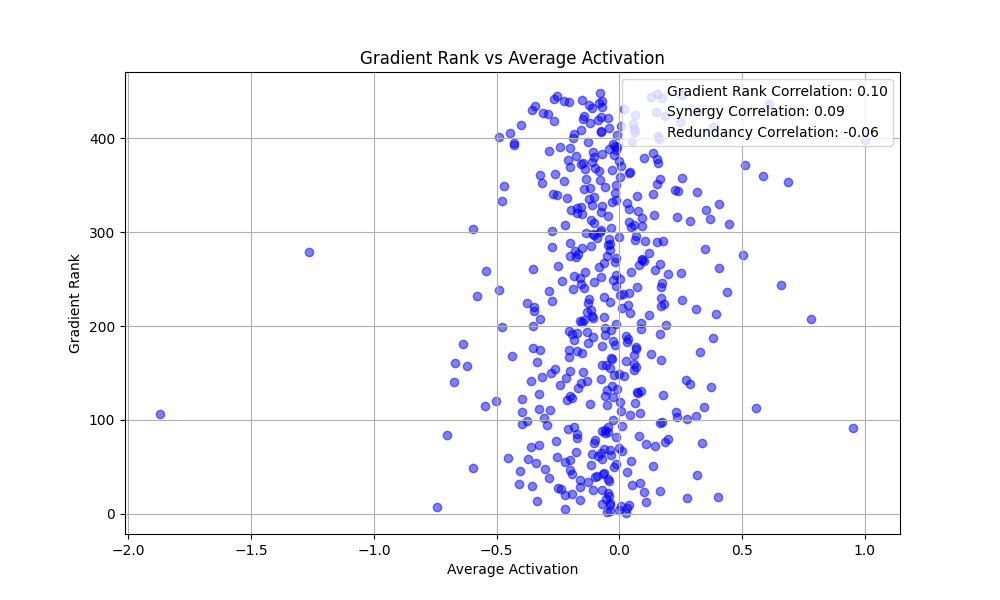 Gradient Rank vs Average Activation
Gradient Rank Correlation: 0.10
Synergy Correlation: 0.09
Redundancy Correlation: -0.06
400
300
200
100
0
Gradient Rank
−2.0 −1.5 −1.0 −0.5 0.0 0.5 1.0
Average Activation